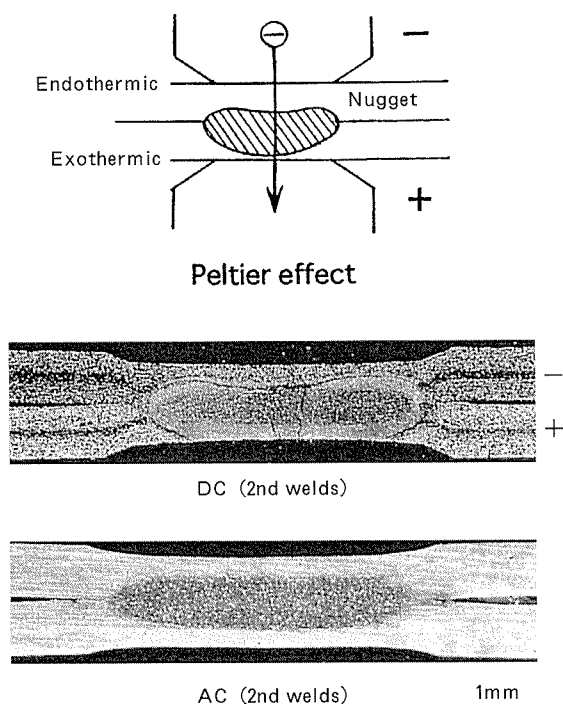 −
Endothermic
Nugget
Exothermic
+
Peltier effect
−
+
DC (2nd welds)
AC (2nd welds) 1mm